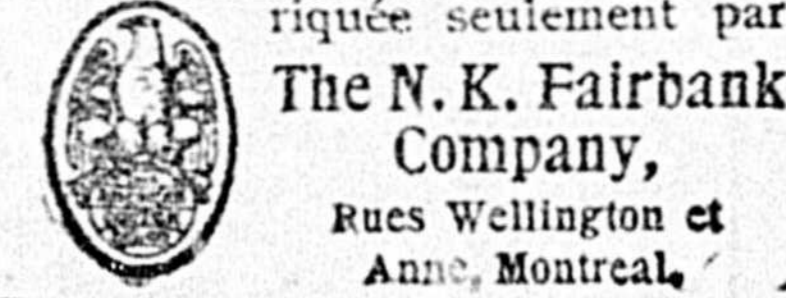 riquée seulement par
The N. K. Fairbank
Company,
Rues Wellington et
Anne, Montreal.